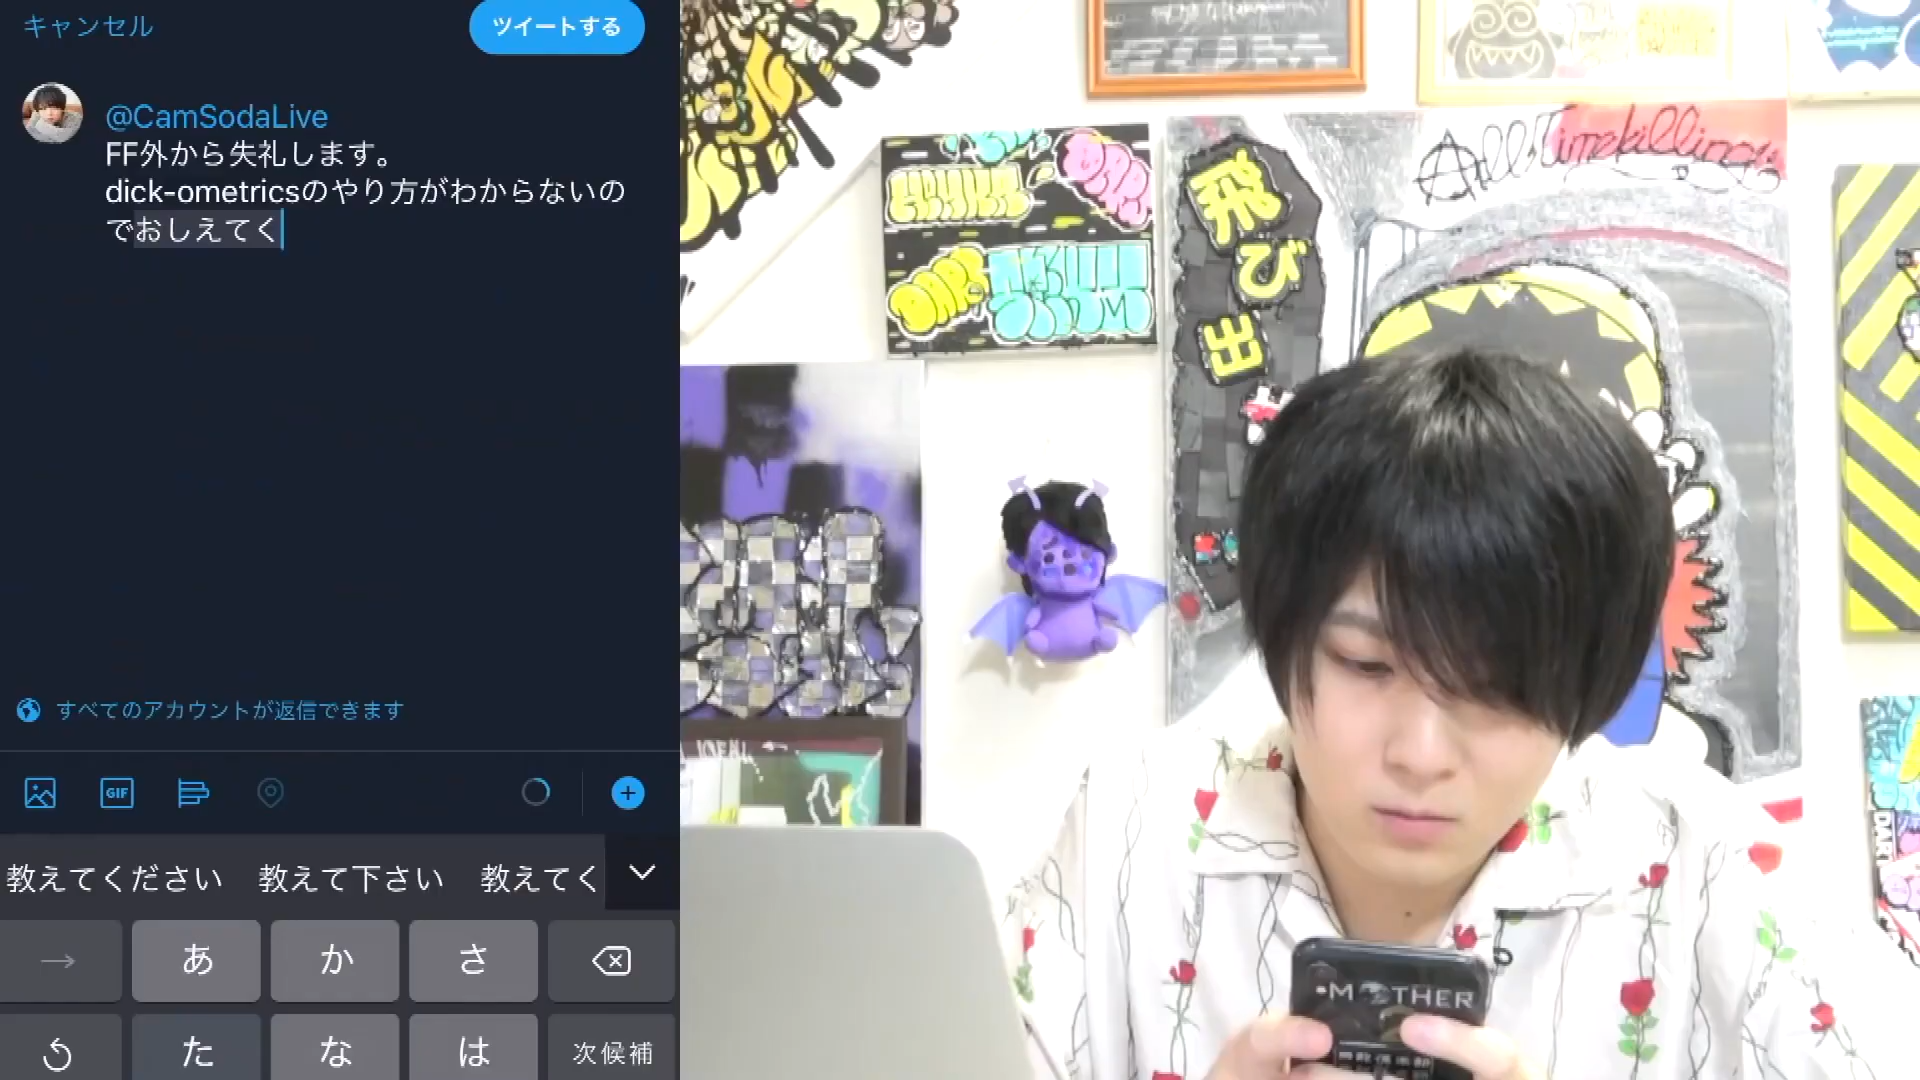 キャンセル
ツイートする
@CamSodaLive
FF外から失礼します。
dick-ometricsのやり方がわからないの
でおしえてく
すべてのアカウントが返信できます
GIF
教えてください 教えて下さい 教えてく
→ あ か さ
た な は 次候補
飛び出
All Timekilling
MOTHER
DART